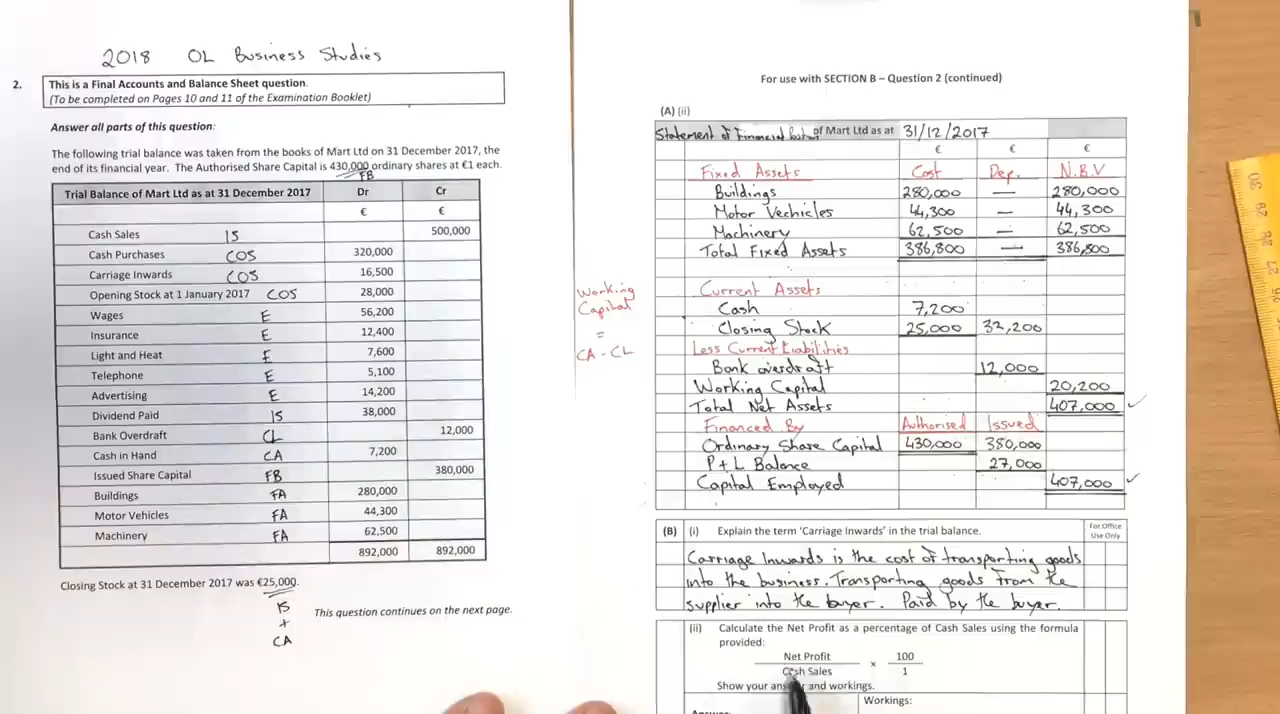 2018 OL Business Studies
2. This is a Final Accounts and Balance Sheet question.
(To be completed on Pages 10 and 11 of the Examination Booklet)
Answer all parts of this question:
The following trial balance was taken from the books of Mart Ltd on 31 December 2017, the
end of its financial year. The Authorised Share Capital is 430,000 ordinary shares at €1 each.
FB
Trial Balance of Mart Ltd as at 31 December 2017 Dr Cr
€ €
Cash Sales IS 500,000
Cash Purchases COS 320,000
Carriage Inwards COS 16,500
Opening Stock at 1 January 2017 COS 28,000
Wages E 56,200
Insurance E 12,400
Light and Heat E 7,600
Telephone E 5,100
Advertising E 14,200
Dividend Paid IS 38,000
Bank Overdraft CL 12,000
Cash in Hand CA 7,200
Issued Share Capital FB 380,000
Buildings FA 280,000
Motor Vehicles FA 44,300
Machinery FA 62,500
892,000 892,000
Closing Stock at 31 December 2017 was €25,000.
IS
+
CA
This question continues on the next page.
Working
Capital
=
CA - CL
For use with SECTION B – Question 2 (continued)
(A) (ii)
Statement of Financial of Mart Ltd as at 31/12/2017
€ € €
Fixed Assets Cost Dep. N.B.V
Buildings 280,000 — 280,000
Motor Vechicles 44,300 — 44,300
Machinery 62,500 — 62,500
Total Fixed Assets 386,800 — 386,800
Current Assets
Cash 7,200
Closing Stock 25,000 32,200
Less Current Liabilities
Bank overdraft 12,000
Working Capital 20,200
Total Net Assets 407,000 ✓
Financed By Authorised Issued
Ordinary Share Capital 430,000 380,000
P + L Balance 27,000
Capital Employed 407,000 ✓
(B) (i) Explain the term 'Carriage Inwards' in the trial balance. For Office
Use Only
Carriage Inwards is the cost of transporting goods
into the business. Transporting goods from the
supplier into the buyer. Paid by the buyer.
(ii) Calculate the Net Profit as a percentage of Cash Sales using the formula
provided:
Net Profit × 100
Cash Sales 1
Show your answer and workings.
Workings:
Answer: